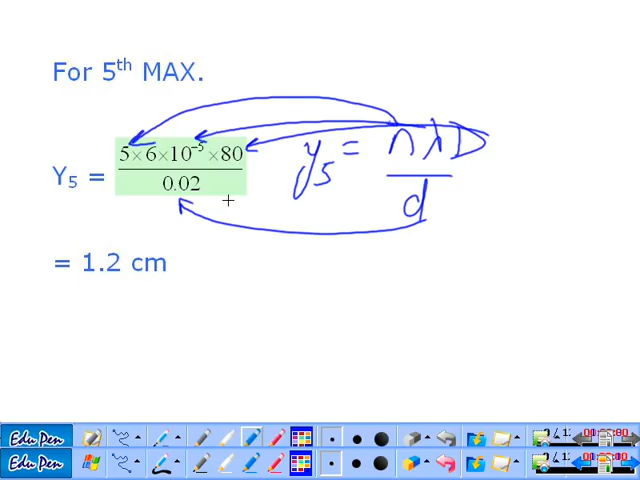 For 5th MAX.
Y5 = 5×6×10−5×80 / 0.02
y5 = nλD / d
= 1.2 cm
Edu Pen
Edu Pen